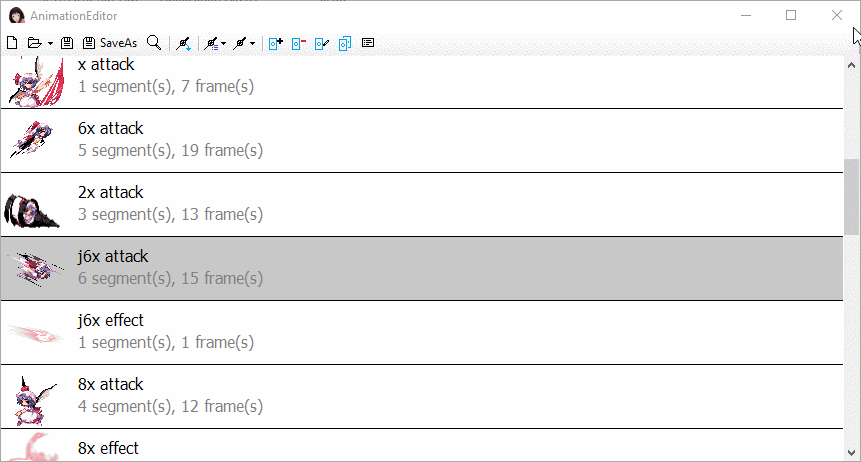 AnimationEditor
SaveAs
x attack
1 segment(s), 7 frame(s)
6x attack
5 segment(s), 19 frame(s)
2x attack
3 segment(s), 13 frame(s)
j6x attack
6 segment(s), 15 frame(s)
j6x effect
1 segment(s), 1 frame(s)
8x attack
4 segment(s), 12 frame(s)
8x effect